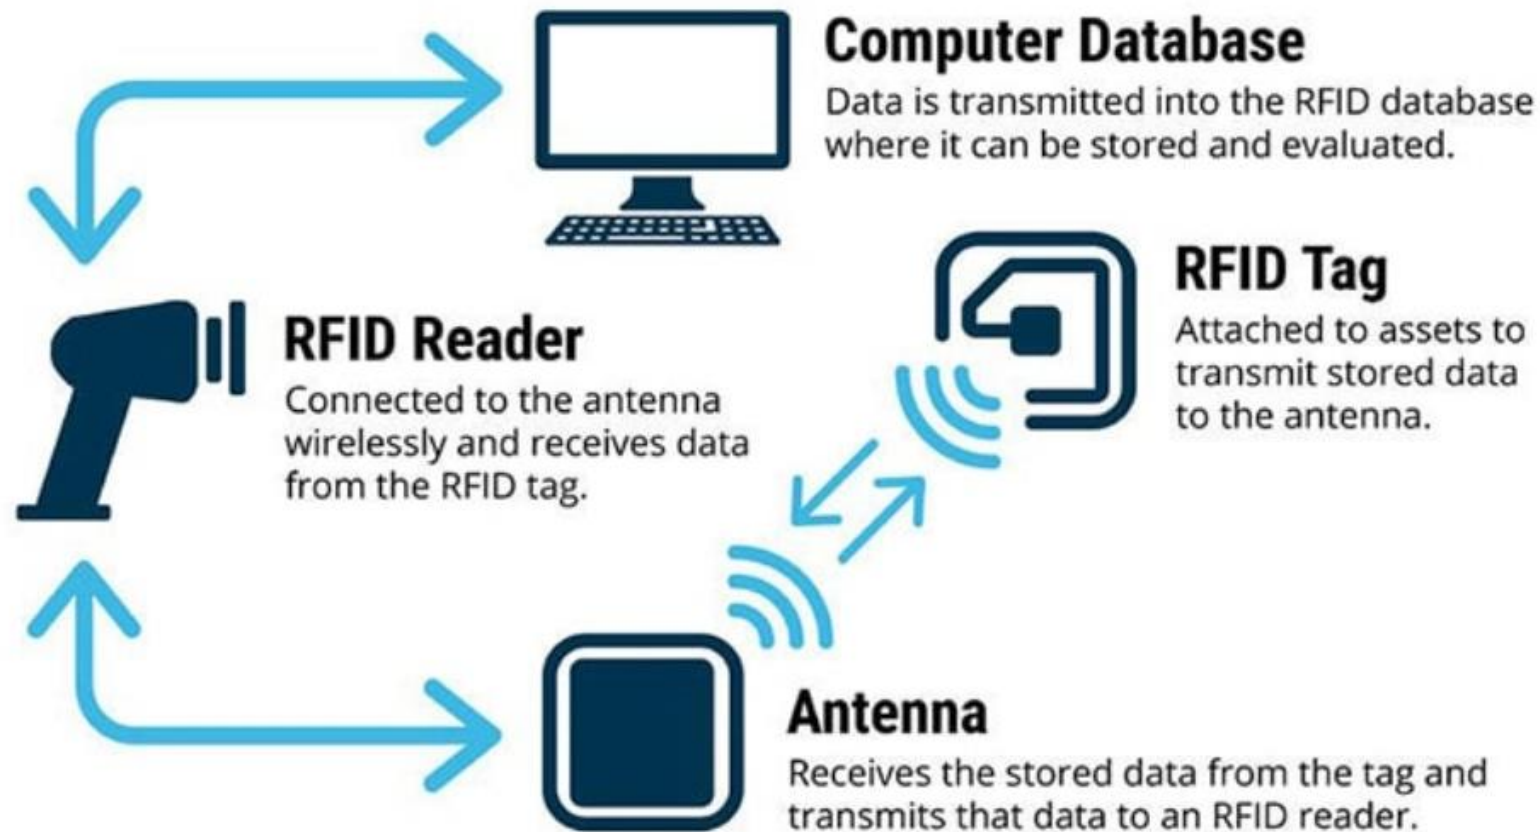 Computer Database
Data is transmitted into the RFID database
where it can be stored and evaluated.
RFID Tag
Attached to assets to
transmit stored data
to the antenna.
RFID Reader
Connected to the antenna
wirelessly and receives data
from the RFID tag.
Antenna
Receives the stored data from the tag and
transmits that data to an RFID reader.